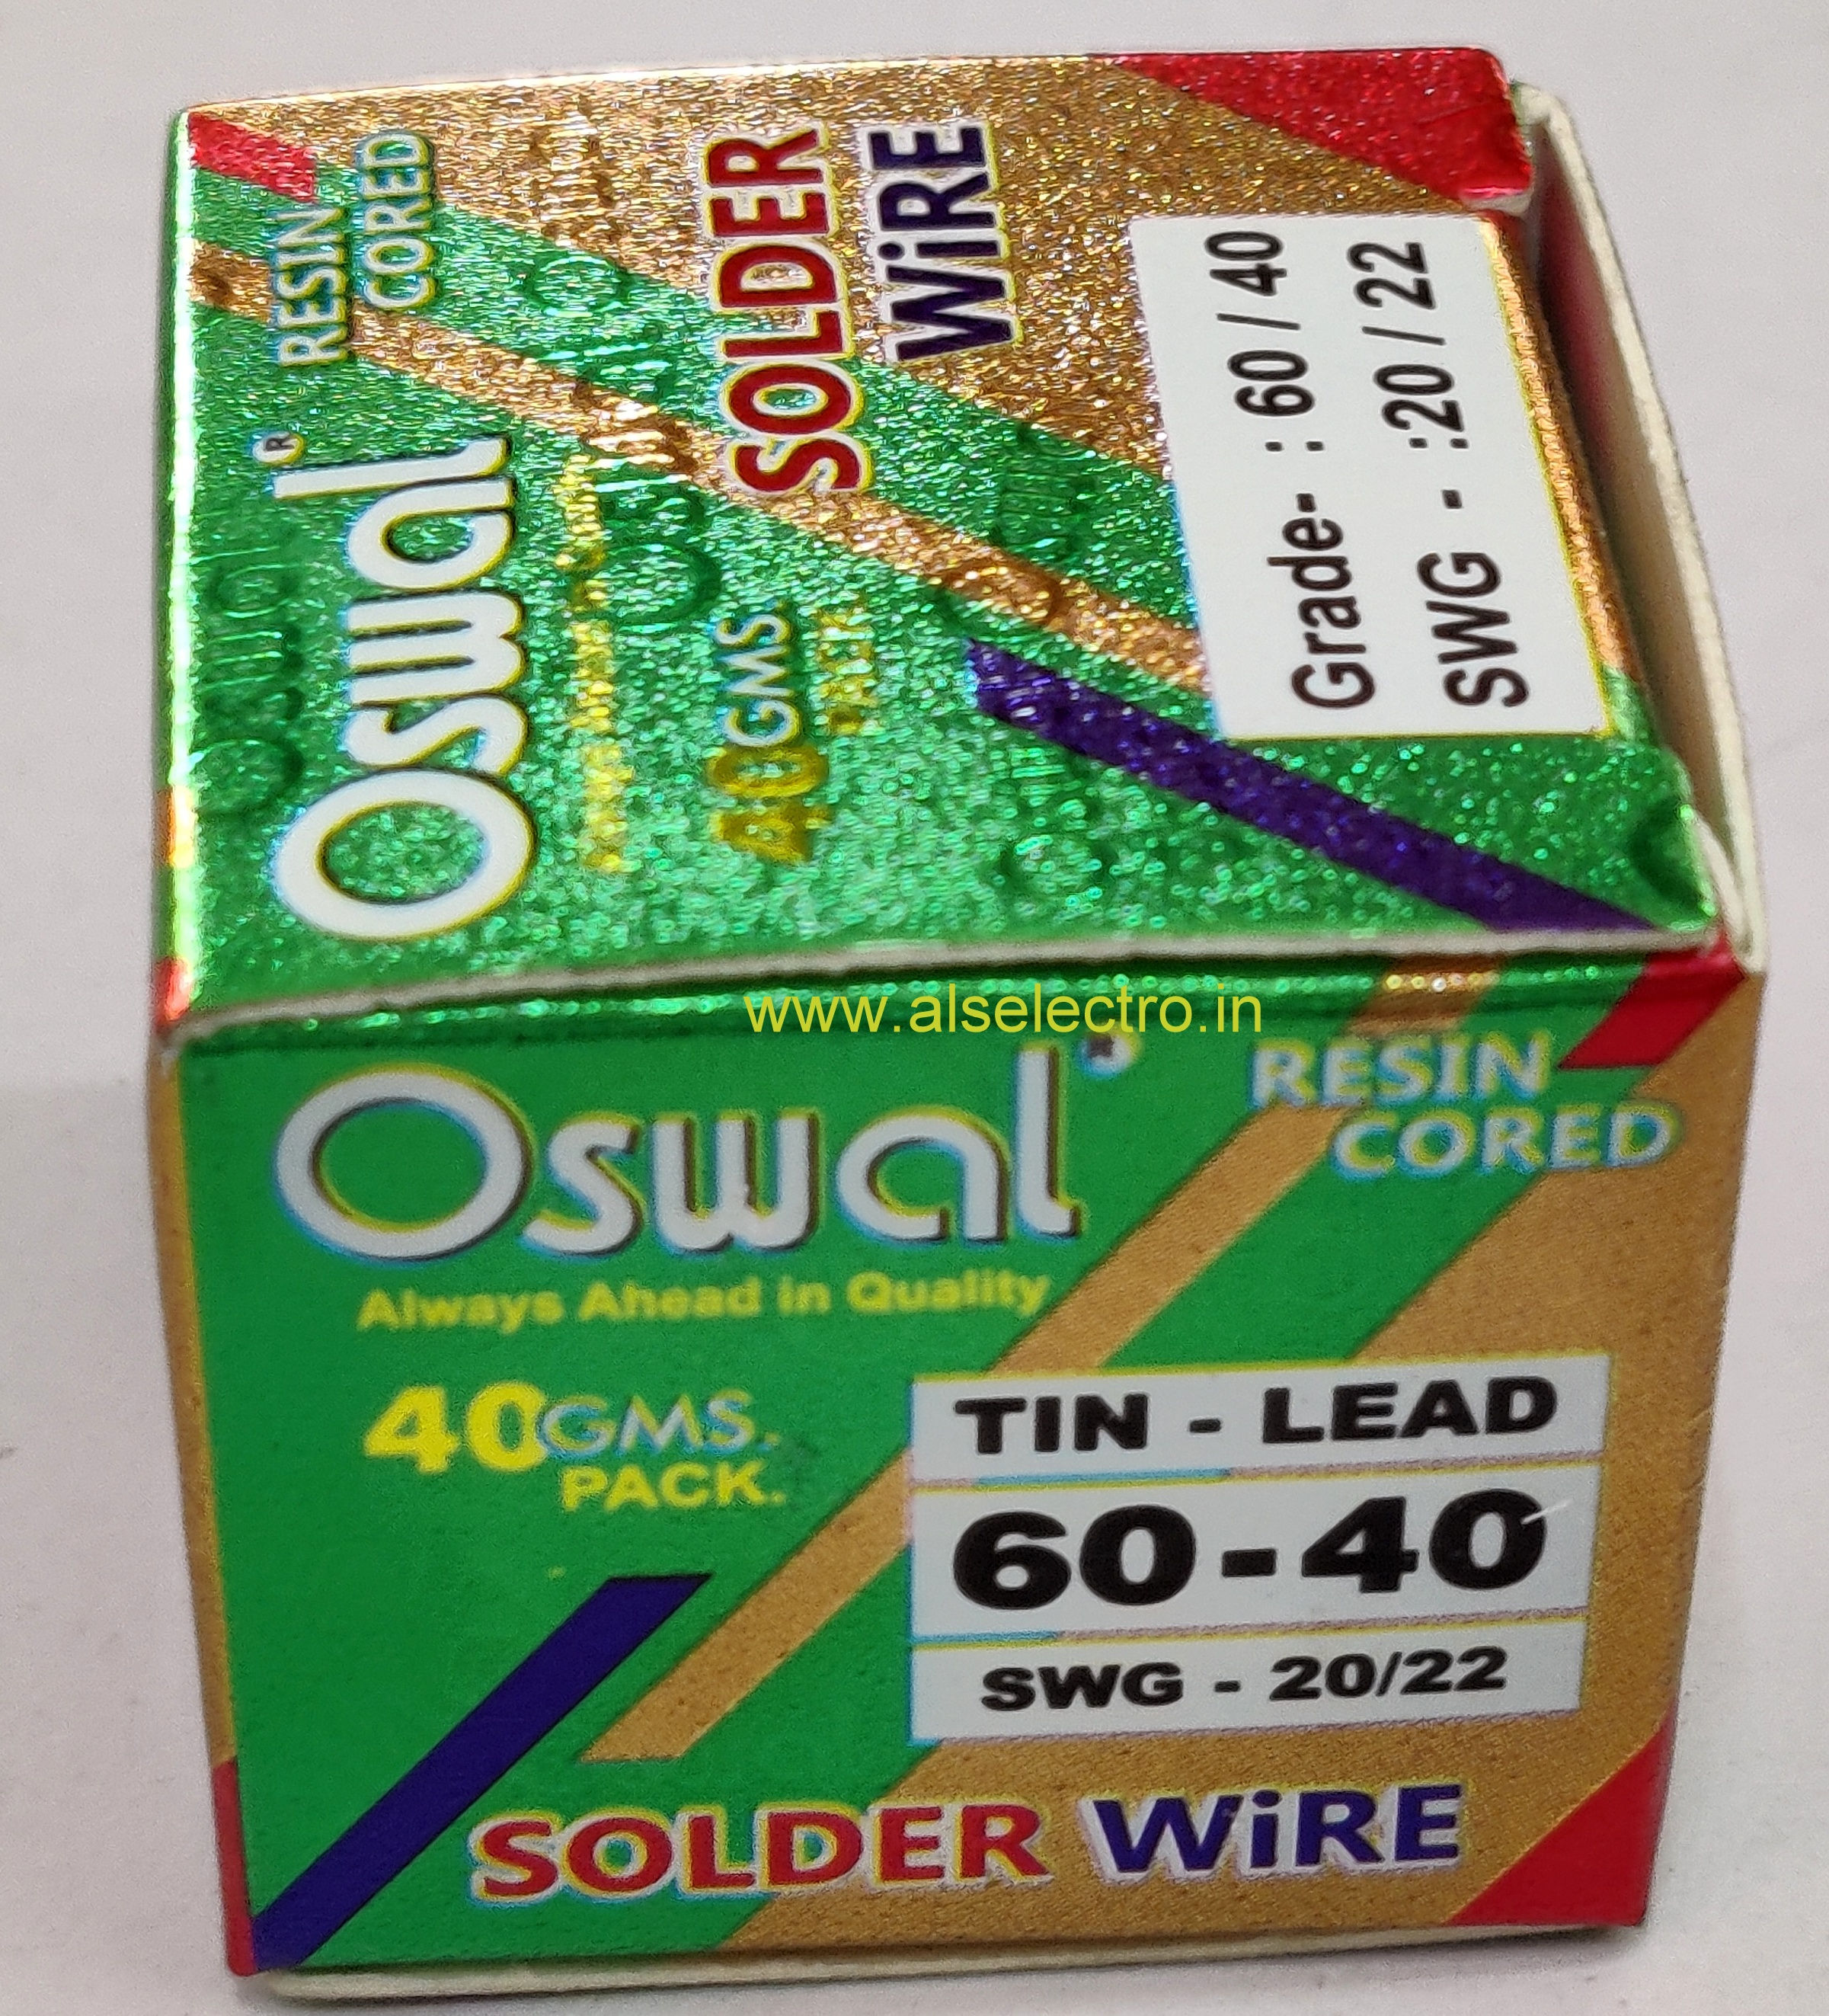 Oswal®
RESIN
CORED
40GMS.
PACK
SOLDER
WiRE
Grade- : 60 / 40
SWG - :20 / 22
www.alselectro.in
Oswal
RESIN
CORED
Always Ahead in Quality
40GMS.
PACK.
TIN - LEAD
60-40
SWG - 20/22
SOLDER WiRE